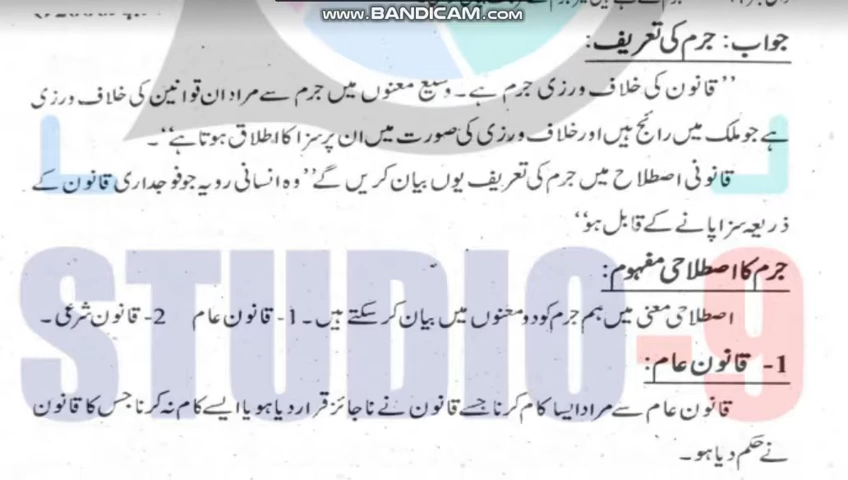 WWW.BANDICAM.COM
جواب: جرم کی تعریف:
"قانون کی خلاف ورزی جرم ہے۔ وسیع معنوں میں جرم سے مراد ان قوانین کی خلاف ورزی
ہے جو ملک میں رائج ہیں اور خلاف ورزی کی صورت میں ان پر سزا کا اطلاق ہوتا ہے"۔
قانونی اصطلاح میں جرم کی تعریف یوں بیان کریں گے "وہ انسانی رویہ جو فوجداری قانون کے
ذریعہ سزا پانے کے قابل ہو"
جرم کا اصطلاحی مفہوم:
اصطلاحی معنی میں ہم جرم کو دو معنوں میں بیان کر سکتے ہیں۔ 1- قانون عام 2- قانون شرعی۔
1- قانون عام:
قانون عام سے مراد ایسا کام کرنا جسے قانون نے ناجائز قرار دیا ہو یا ایسے کام نہ کرنا جس کا قانون
نے حکم دیا ہو۔
STUDIO-9